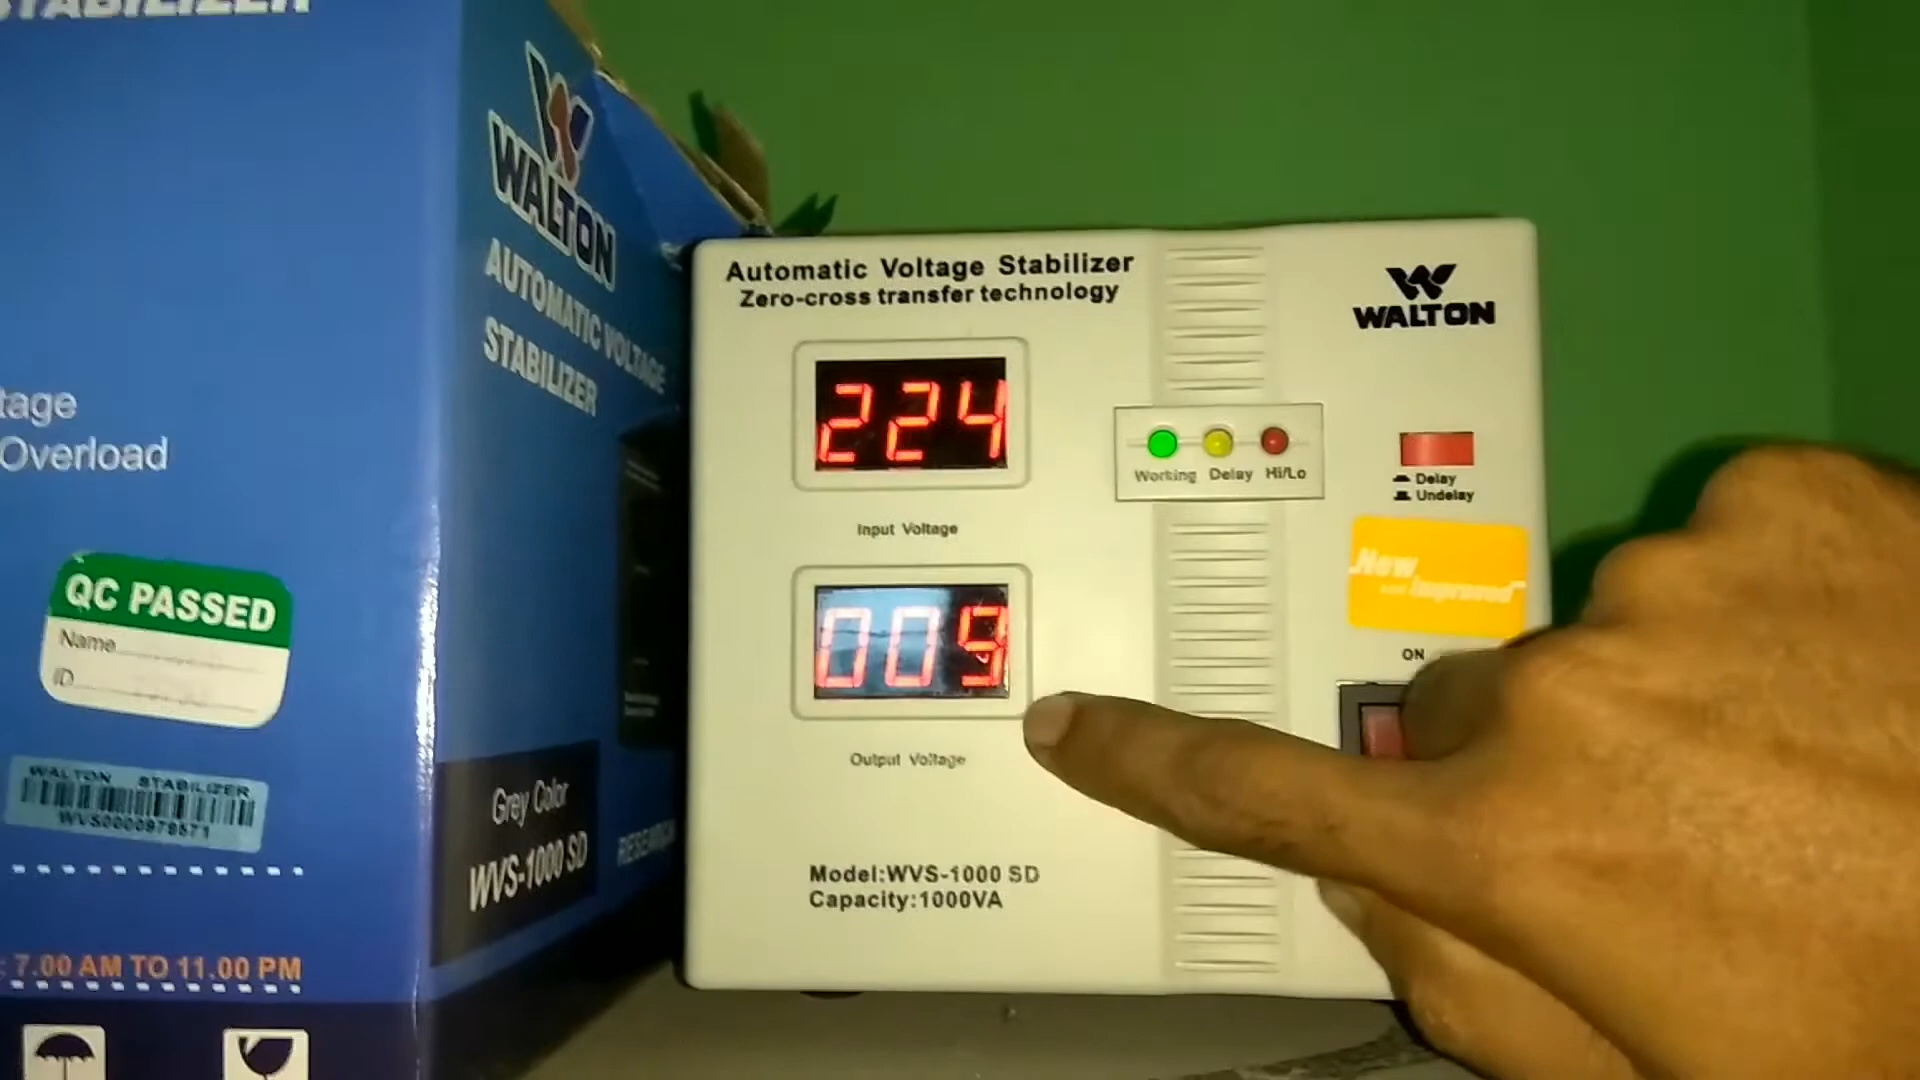 STABILIZER
tage
Overload
QC PASSED
Name
ID
WALTON STABILIZER
7.00 AM TO 11.00 PM
WALTON
AUTOMATIC VOLTAGE
STABILIZER
Grey Color
WVS-1000 SD
Automatic Voltage Stabilizer
Zero-cross transfer technology
WALTON
224
Input Voltage
Working Delay Hi/Lo
Delay
Undelay
New
Improved
009
Output Voltage
ON
Model:WVS-1000 SD
Capacity:1000VA